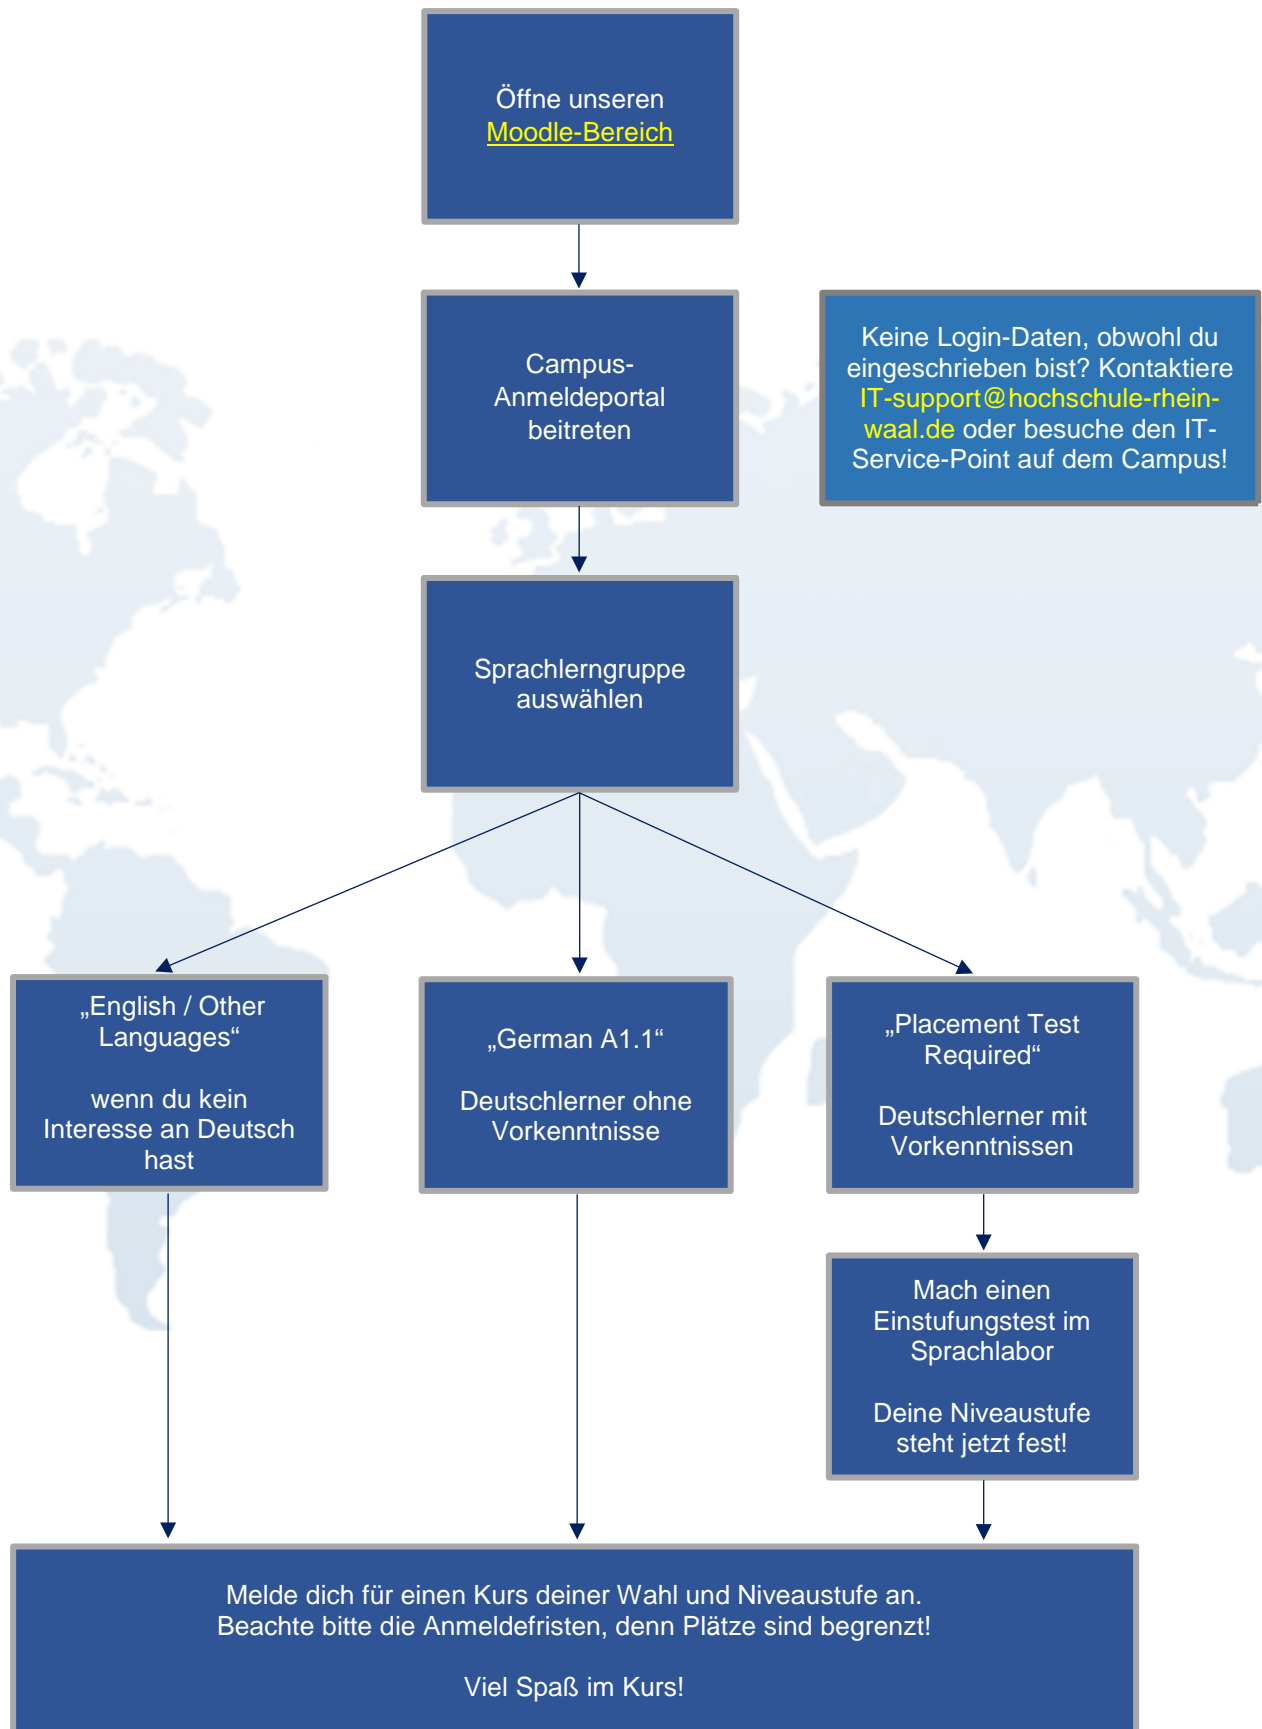 Öffne unseren
Moodle-Bereich
Campus-
Anmeldeportal
beitreten
Keine Login-Daten, obwohl du
eingeschrieben bist? Kontaktiere
IT-support@hochschule-rhein-
waal.de oder besuche den IT-
Service-Point auf dem Campus!
Sprachlerngruppe
auswählen
„English / Other
Languages“
wenn du kein
Interesse an Deutsch
hast
„German A1.1“
Deutschlerner ohne
Vorkenntnisse
„Placement Test
Required“
Deutschlerner mit
Vorkenntnissen
Mach einen
Einstufungstest im
Sprachlabor
Deine Niveaustufe
steht jetzt fest!
Melde dich für einen Kurs deiner Wahl und Niveaustufe an.
Beachte bitte die Anmeldefristen, denn Plätze sind begrenzt!
Viel Spaß im Kurs!